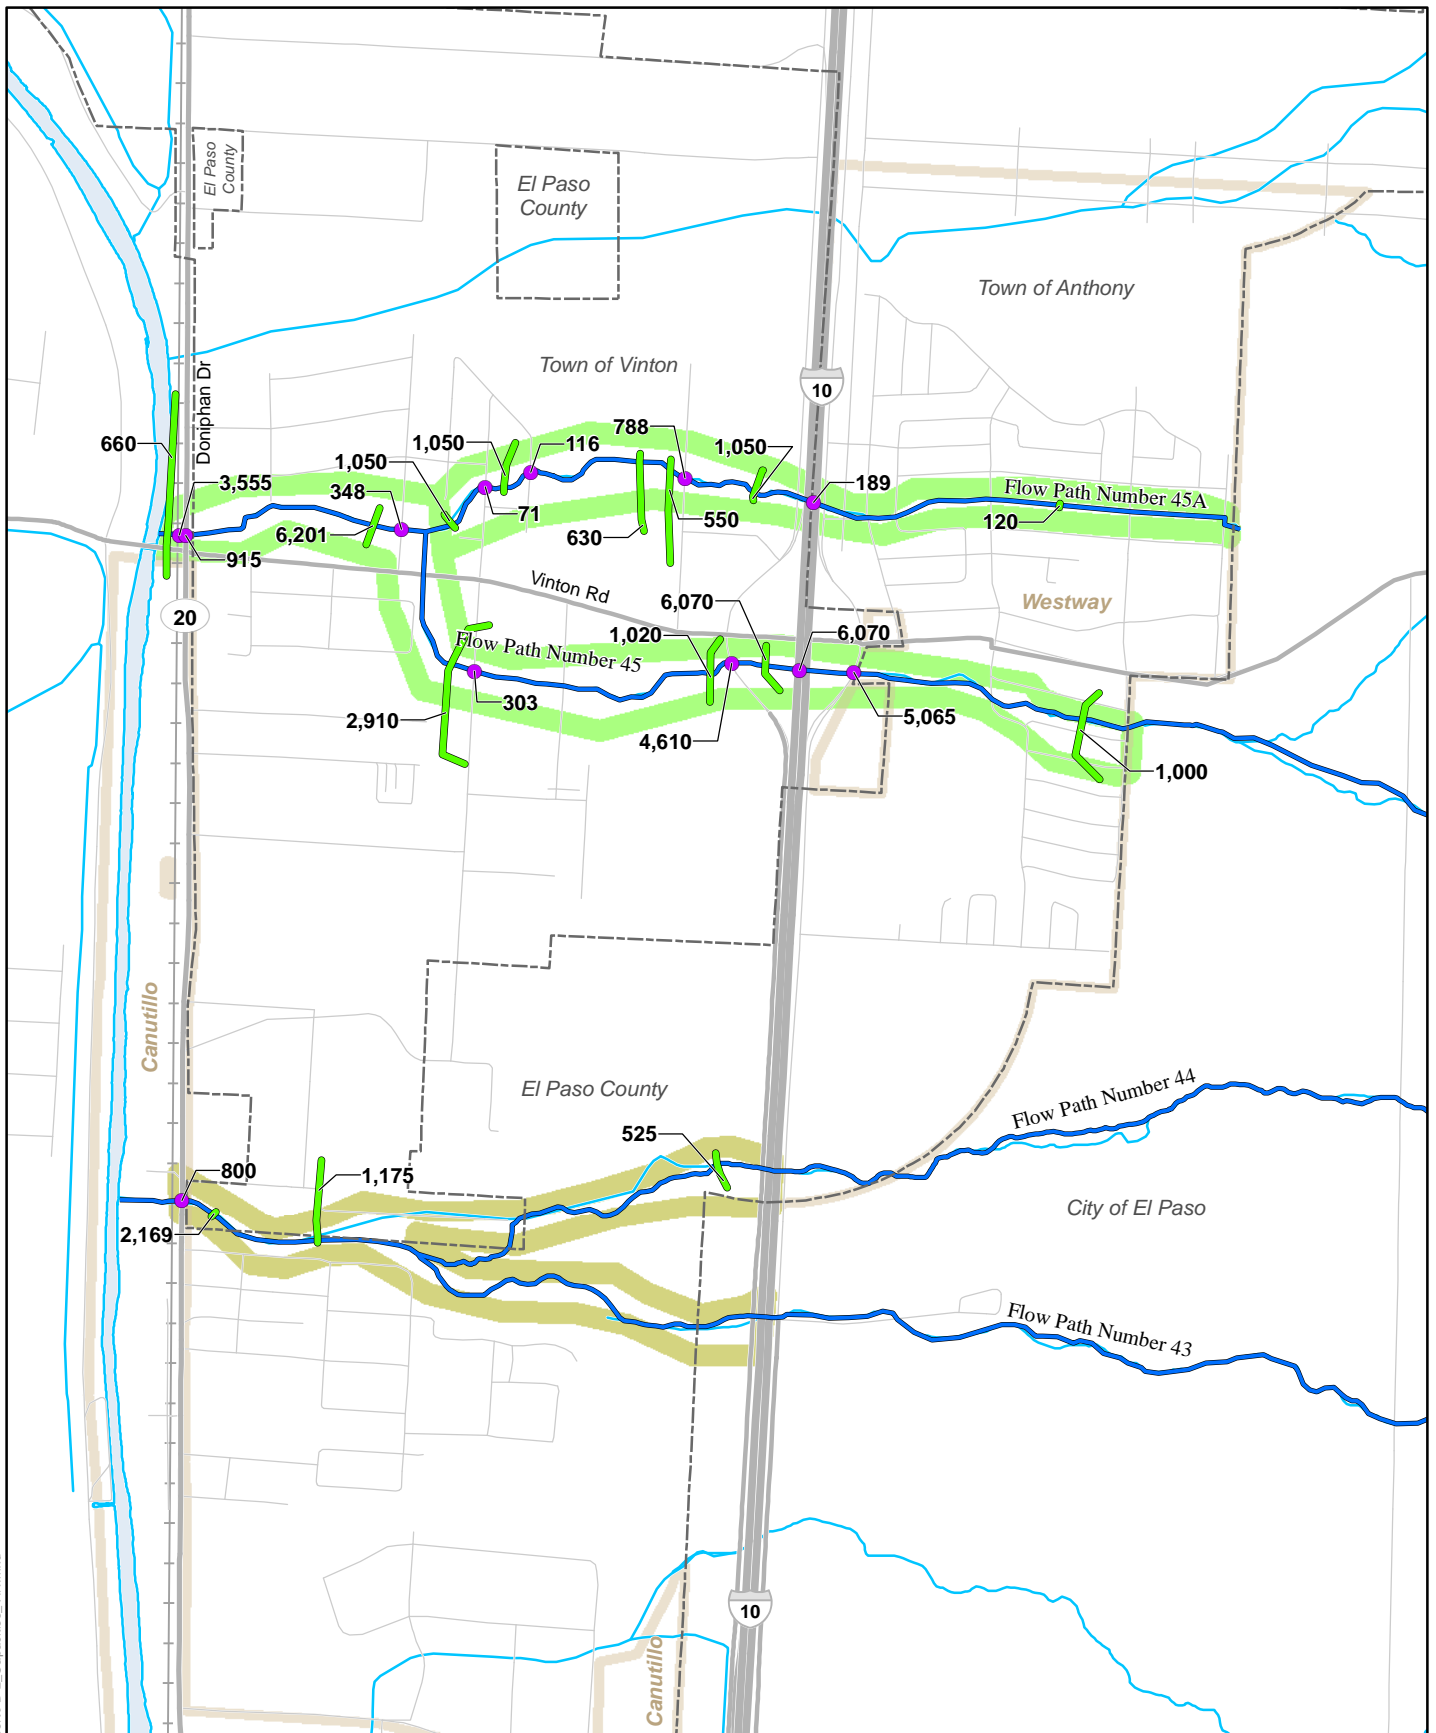 El Paso
County
El Paso
County
Town of Anthony
Town of Vinton
Doniphan Dr
10
660
3,555
1,050
1,050
348
116
788
1,050
189
Flow Path Number 45A
120
71
550
630
6,201
915
20
Vinton Rd
Westway
6,070
6,070
1,020
Flow Path Number 45
303
2,910
4,610
5,065
1,000
Canutillo
El Paso County
Flow Path Number 44
525
800
1,175
2,169
City of El Paso
Flow Path Number 43
10
Canutillo